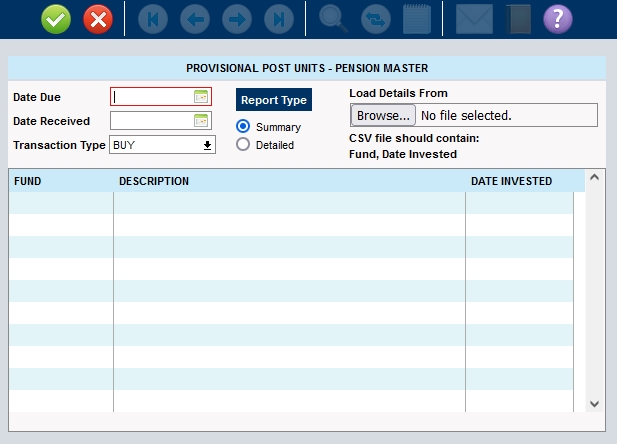 ?
PROVISIONAL POST UNITS - PENSION MASTER
Date Due
Date Received
Transaction Type BUY
Report Type
Summary
Detailed
Load Details From
Browse... No file selected.
CSV file should contain:
Fund, Date Invested
FUND DESCRIPTION DATE INVESTED